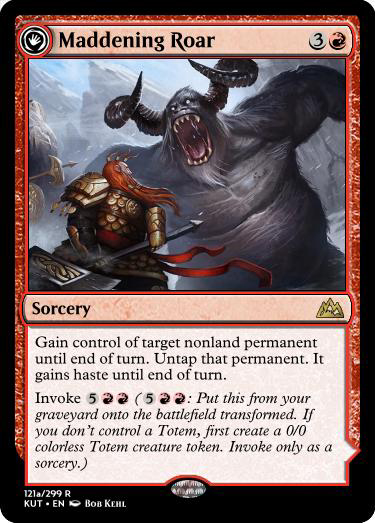 Maddening Roar 3
Sorcery
Gain control of target nonland permanent
until end of turn. Untap that permanent. It
gains haste until end of turn.
Invoke 5 ( 5 : Put this from your
graveyard onto the battlefield transformed. If
you don't control a Totem, first create a 0/0
colorless Totem creature token. Invoke only as a
sorcery.)
121a/299 R
KUT • EN BOB KEHL